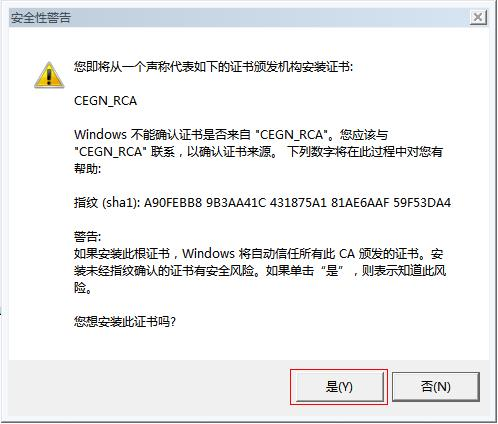 安全性警告
您即将从一个声称代表如下的证书颁发机构安装证书:
CEGN_RCA
Windows 不能确认证书是否来自 "CEGN_RCA"。您应该与
"CEGN_RCA" 联系，以确认证书来源。 下列数字将在此过程中对您有
帮助:
指纹 (sha1): A90FEBB8 9B3AA41C 431875A1 81AE6AAF 59F53DA4
警告:
如果安装此根证书，Windows 将自动信任所有此 CA 颁发的证书。安
装未经指纹确认的证书有安全风险。如果单击“是”，则表示知道此风
险。
您想安装此证书吗?
是(Y)
否(N)